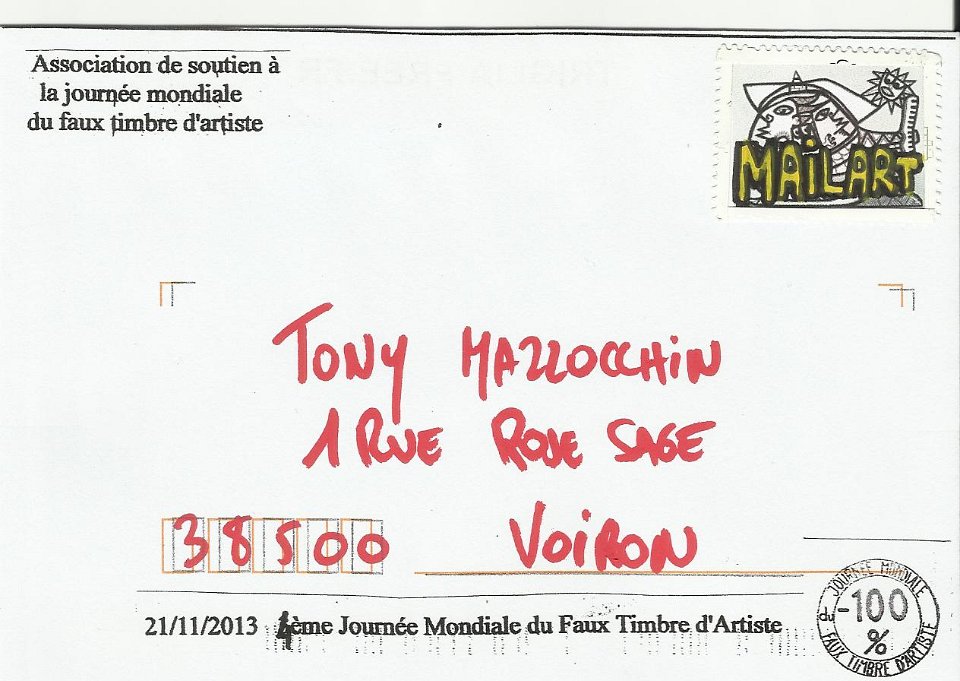 Association de soutien à
la journée mondiale
du faux timbre d'artiste
MAILART
TONY MAZZOCCHIN
1 RUE ROSE SAGE
38500 VOIRON
21/11/2013 4ème Journée Mondiale du Faux Timbre d'Artiste
JOURNÉE MUNDIALE
-100
%
du FAUX TIMBRE D'ARTISTE